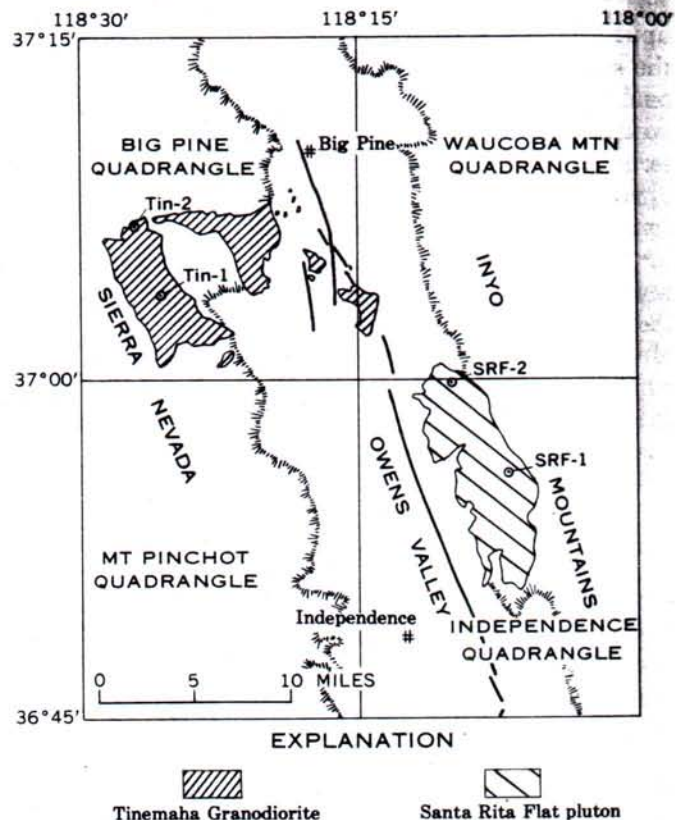 118°30' 118°15' 118°00'
37°15'
BIG PINE
QUADRANGLE
Big Pine
WAUCOBA MTN
QUADRANGLE
Tin-2
Tin-1
INYO
SIERRA
NEVADA
37°00'
SRF-2
SRF-1
OWENS
VALLEY
MOUNTAINS
MT PINCHOT
QUADRANGLE
Independence
INDEPENDENCE
QUADRANGLE
0 5 10 MILES
36°45'
EXPLANATION
Tinemaha Granodiorite
Santa Rita Flat pluton